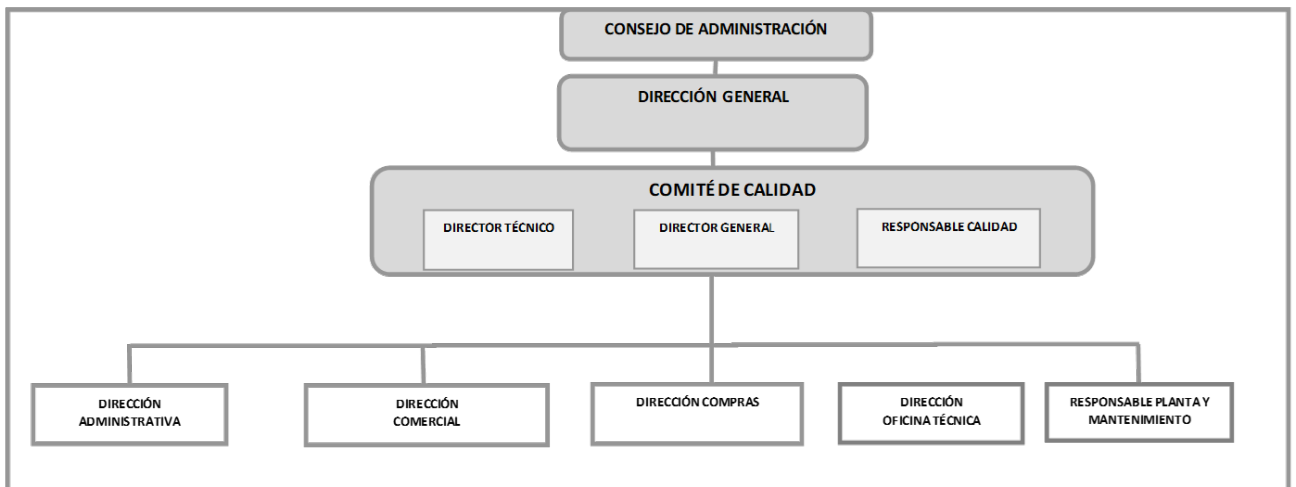 CONSEJO DE ADMINISTRACIÓN
DIRECCIÓN GENERAL
COMITÉ DE CALIDAD
DIRECTOR TÉCNICO
DIRECTOR GENERAL
RESPONSABLE CALIDAD
DIRECCIÓN
ADMINISTRATIVA
DIRECCIÓN
COMERCIAL
DIRECCIÓN COMPRAS
DIRECCIÓN
OFICINA TÉCNICA
RESPONSABLE PLANTA Y
MANTENIMIENTO